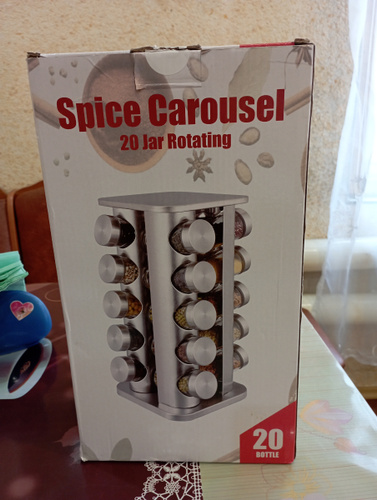 Spice Carousel
20 Jar Rotating
20
BOTTLE